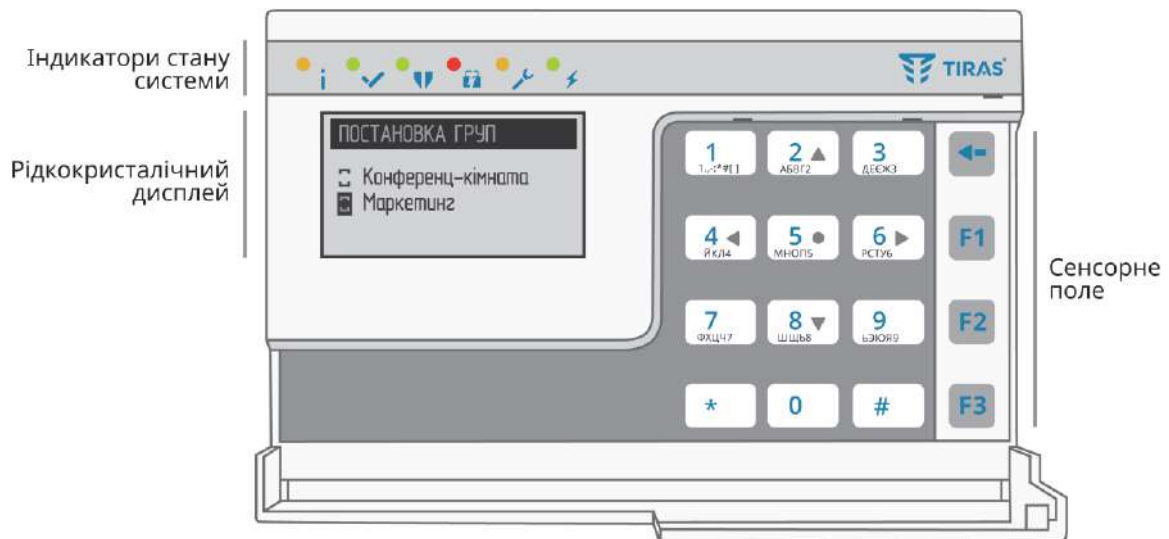 Індикатори стану
системи
TIRAS
Рідкокристалічний
дисплей
ПОСТАНОВКА ГРУП
Конференц-кімната
Маркетинг
1
2
3
АБВГ2
ДЕЄЖЗ
4
5
6
ЙКЛ4
МНОП5
РСТУ6
7
8
9
ФХЦЧ7
ШЩЬ8
ЬЭЮЯ9
*
0
#
F1
F2
F3
Сенсорне
поле